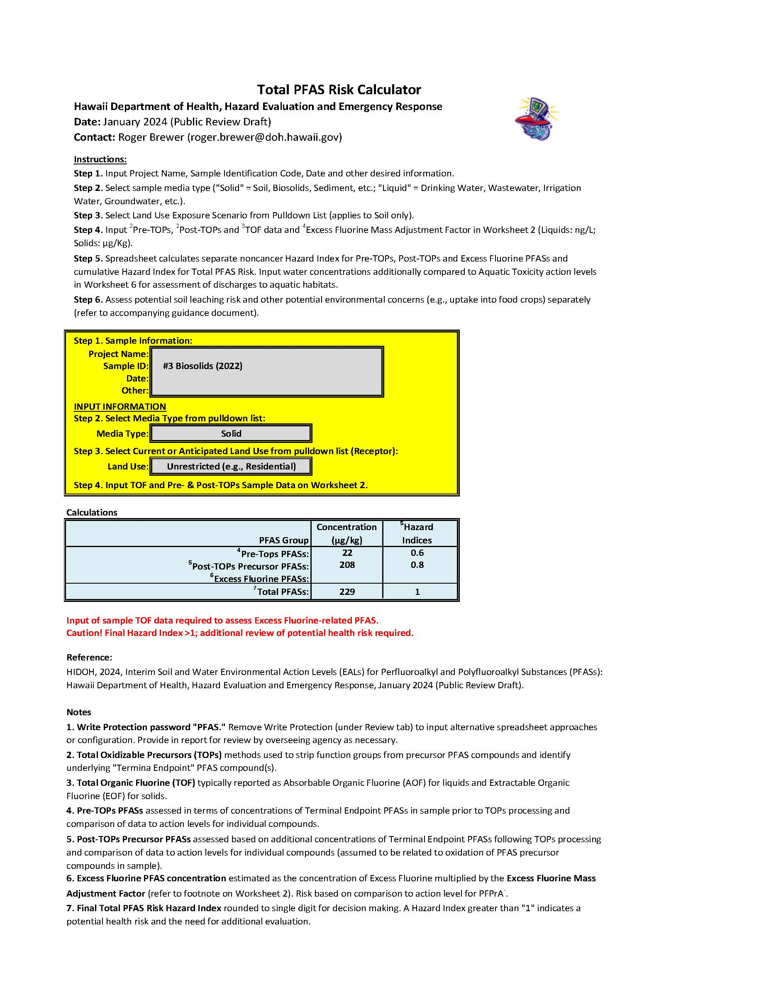 Total PFAS Risk Calculator
Hawaii Department of Health, Hazard Evaluation and Emergency Response
Date: January 2024 (Public Review Draft)
Contact: Roger Brewer (roger.brewer@doh.hawaii.gov)
Instructions:
Step 1. Input Project Name, Sample Identification Code, Date and other desired information.
Step 2. Select sample media type ("Solid" = Soil, Biosolids, Sediment, etc.; "Liquid" = Drinking Water, Wastewater, Irrigation
Water, Groundwater, etc.).
Step 3. Select Land Use Exposure Scenario from Pulldown List (applies to Soil only).
Step 4. Input ²Pre-TOPs, ²Post-TOPs and ³TOF data and ⁴Excess Fluorine Mass Adjustment Factor in Worksheet 2 (Liquids: ng/L;
Solids: µg/Kg).
Step 5. Spreadsheet calculates separate noncancer Hazard Index for Pre-TOPs, Post-TOPs and Excess Fluorine PFASs and
cumulative Hazard Index for Total PFAS Risk. Input water concentrations additionally compared to Aquatic Toxicity action levels
in Worksheet 6 for assessment of discharges to aquatic habitats.
Step 6. Assess potential soil leaching risk and other potential environmental concerns (e.g., uptake into food crops) separately
(refer to accompanying guidance document).
Step 1. Sample Information:
Project Name:
Sample ID: #3 Biosolids (2022)
Date:
Other:
INPUT INFORMATION
Step 2. Select Media Type from pulldown list:
Media Type: Solid
Step 3. Select Current or Anticipated Land Use from pulldown list (Receptor):
Land Use: Unrestricted (e.g., Residential)
Step 4. Input TOF and Pre- & Post-TOPs Sample Data on Worksheet 2.
Calculations
PFAS Group Concentration (µg/kg) ⁵Hazard Indices
⁴Pre-Tops PFASs: 22 0.6
⁵Post-TOPs Precursor PFASs: 208 0.8
⁶Excess Fluorine PFASs:
⁷Total PFASs: 229 1
Input of sample TOF data required to assess Excess Fluorine-related PFAS.
Caution! Final Hazard Index >1; additional review of potential health risk required.
Reference:
HIDOH, 2024, Interim Soil and Water Environmental Action Levels (EALs) for Perfluoroalkyl and Polyfluoroalkyl Substances (PFASs):
Hawaii Department of Health, Hazard Evaluation and Emergency Response, January 2024 (Public Review Draft).
Notes
1. Write Protection password "PFAS." Remove Write Protection (under Review tab) to input alternative spreadsheet approaches
or configuration. Provide in report for review by overseeing agency as necessary.
2. Total Oxidizable Precursors (TOPs) methods used to strip function groups from precursor PFAS compounds and identify
underlying "Termina Endpoint" PFAS compound(s).
3. Total Organic Fluorine (TOF) typically reported as Absorbable Organic Fluorine (AOF) for liquids and Extractable Organic
Fluorine (EOF) for solids.
4. Pre-TOPs PFASs assessed in terms of concentrations of Terminal Endpoint PFASs in sample prior to TOPs processing and
comparison of data to action levels for individual compounds.
5. Post-TOPs Precursor PFASs assessed based on additional concentrations of Terminal Endpoint PFASs following TOPs processing
and comparison of data to action levels for individual compounds (assumed to be related to oxidation of PFAS precursor
compounds in sample).
6. Excess Fluorine PFAS concentration estimated as the concentration of Excess Fluorine multiplied by the Excess Fluorine Mass
Adjustment Factor (refer to footnote on Worksheet 2). Risk based on comparison to action level for PFPrA⁻.
7. Final Total PFAS Risk Hazard Index rounded to single digit for decision making. A Hazard Index greater than "1" indicates a
potential health risk and the need for additional evaluation.